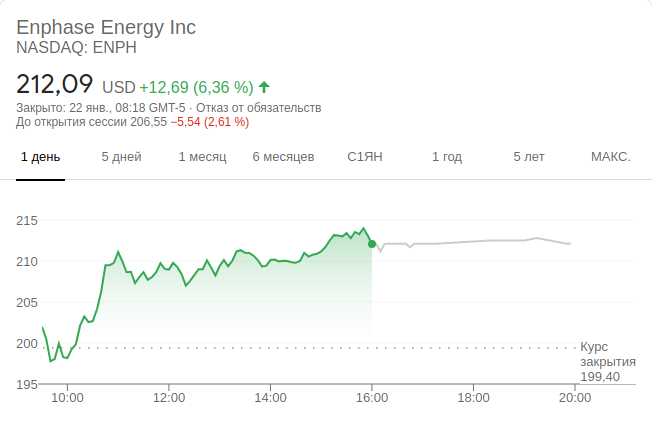 Enphase Energy Inc
NASDAQ: ENPH
212,09 USD +12,69 (6,36 %)
Закрыто: 22 янв., 08:18 GMT-5 · Отказ от обязательств
До открытия сессии 206,55 −5,54 (2,61 %)
1 день 5 дней 1 месяц 6 месяцев С1ЯН 1 год 5 лет МАКС.
215
210
205
200
Курс
закрытия
199,40
195
10:00 12:00 14:00 16:00 18:00 20:00